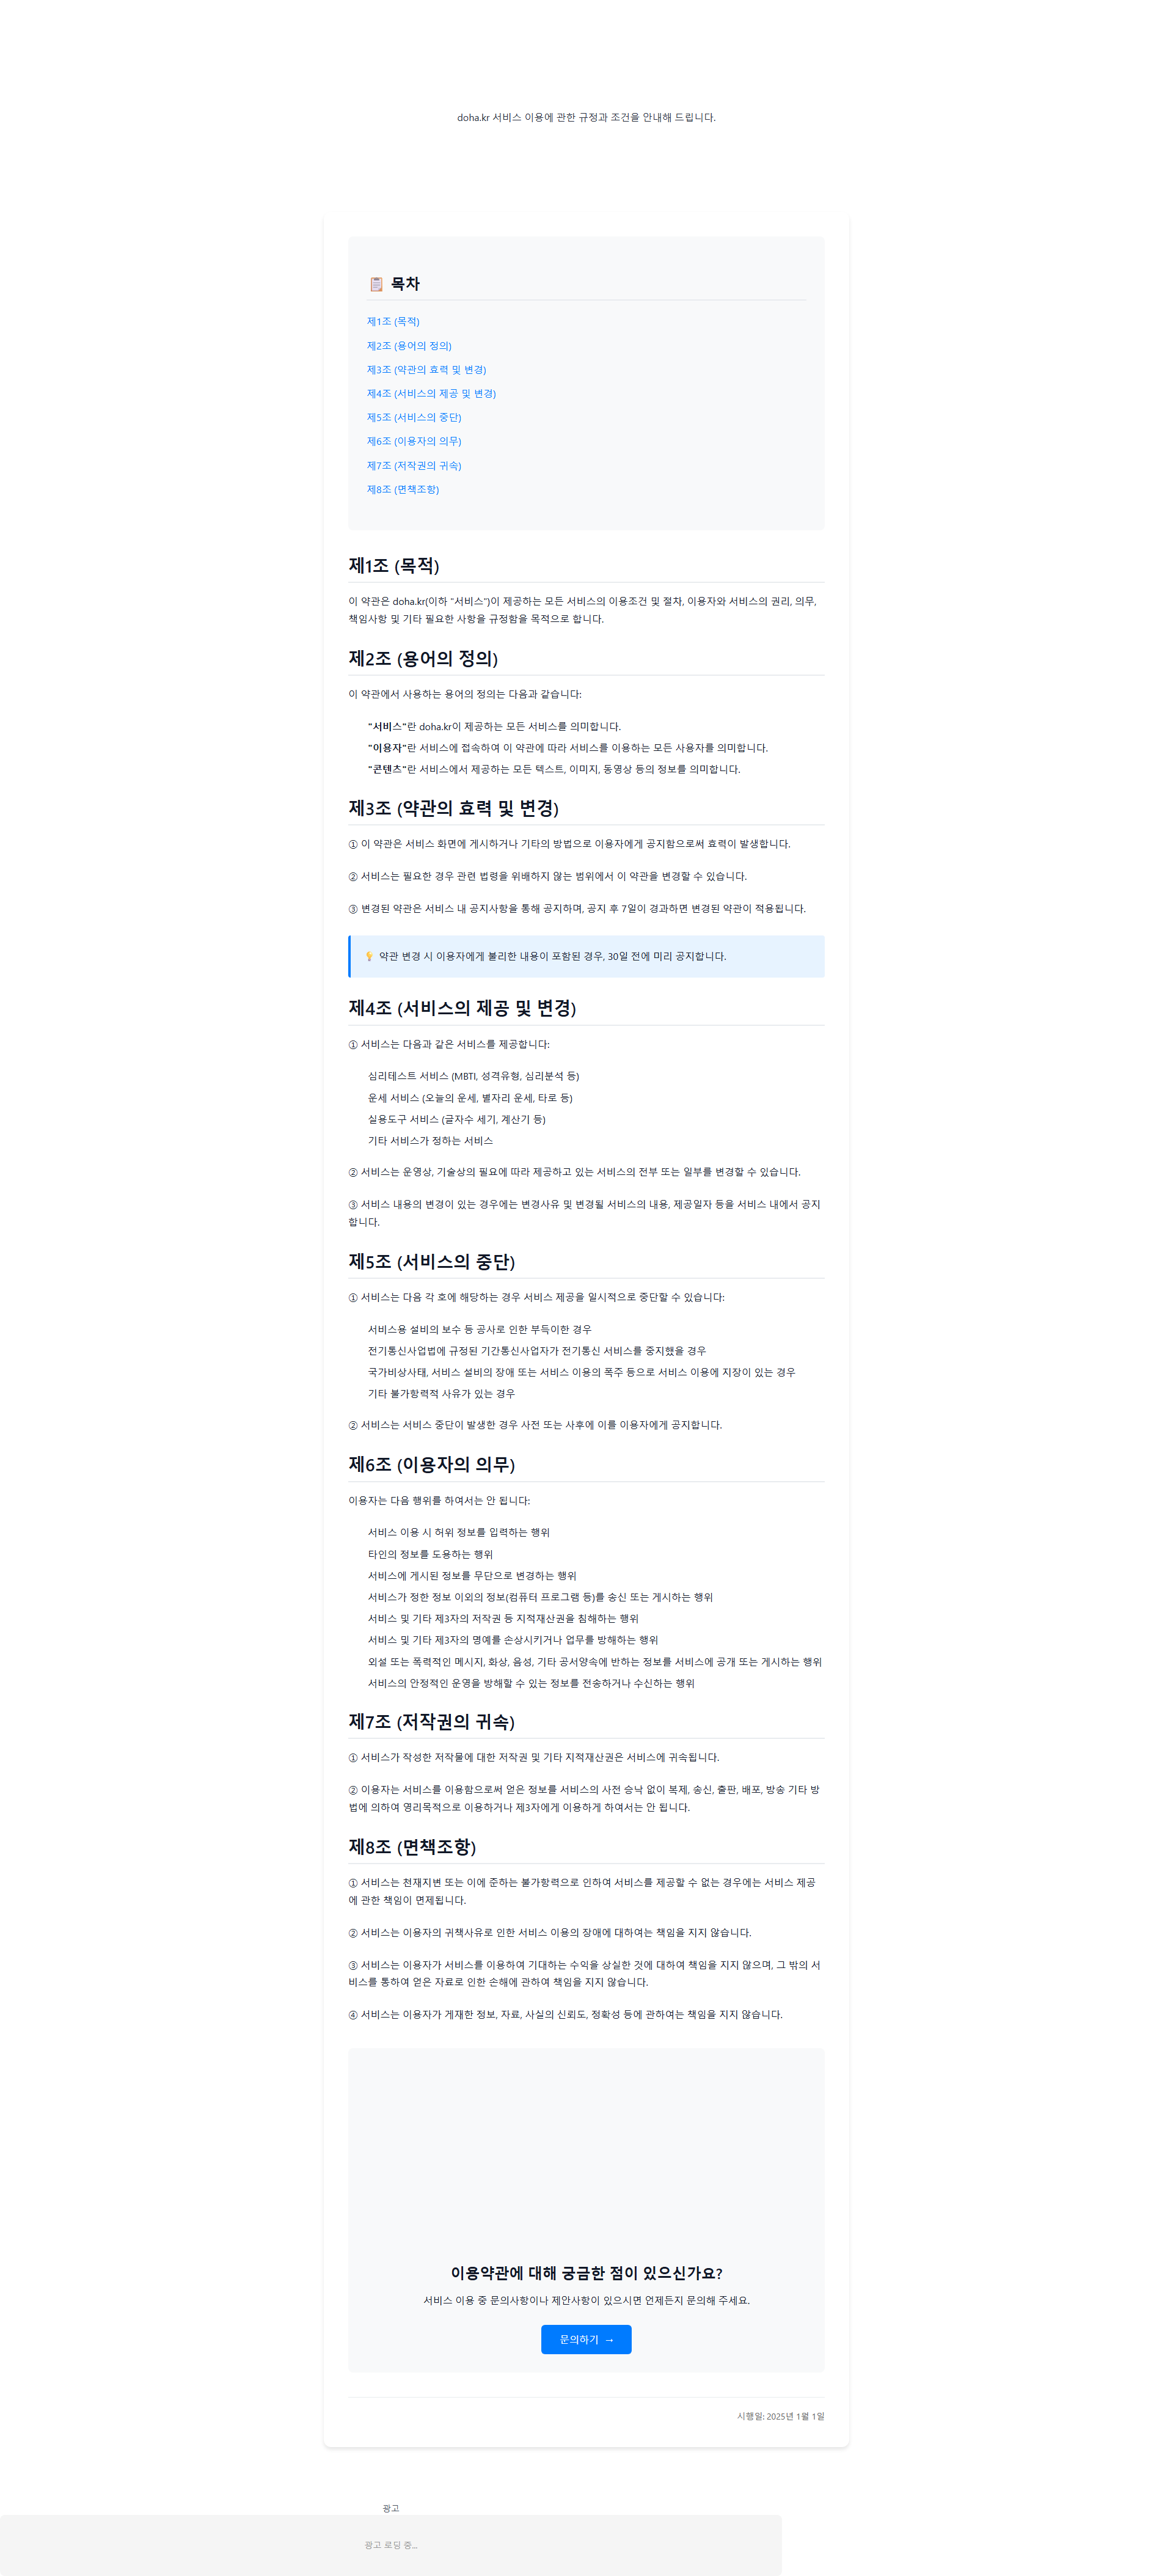 doha.kr 서비스 이용에 관한 규정과 조건을 안내해 드립니다.
📋 목차
제1조 (목적)
제2조 (용어의 정의)
제3조 (약관의 효력 및 변경)
제4조 (서비스의 제공 및 변경)
제5조 (서비스의 중단)
제6조 (이용자의 의무)
제7조 (저작권의 귀속)
제8조 (면책조항)
제1조 (목적)
이 약관은 doha.kr(이하 "서비스")이 제공하는 모든 서비스의 이용조건 및 절차, 이용자와 서비스의 권리, 의무,
책임사항 및 기타 필요한 사항을 규정함을 목적으로 합니다.
제2조 (용어의 정의)
이 약관에서 사용하는 용어의 정의는 다음과 같습니다:
"서비스"란 doha.kr이 제공하는 모든 서비스를 의미합니다.
"이용자"란 서비스에 접속하여 이 약관에 따라 서비스를 이용하는 모든 사용자를 의미합니다.
"콘텐츠"란 서비스에서 제공하는 모든 텍스트, 이미지, 동영상 등의 정보를 의미합니다.
제3조 (약관의 효력 및 변경)
① 이 약관은 서비스 화면에 게시하거나 기타의 방법으로 이용자에게 공지함으로써 효력이 발생합니다.
② 서비스는 필요한 경우 관련 법령을 위배하지 않는 범위에서 이 약관을 변경할 수 있습니다.
③ 변경된 약관은 서비스 내 공지사항을 통해 공지하며, 공지 후 7일이 경과하면 변경된 약관이 적용됩니다.
💡 약관 변경 시 이용자에게 불리한 내용이 포함된 경우, 30일 전에 미리 공지합니다.
제4조 (서비스의 제공 및 변경)
① 서비스는 다음과 같은 서비스를 제공합니다:
심리테스트 서비스 (MBTI, 성격유형, 심리분석 등)
운세 서비스 (오늘의 운세, 별자리 운세, 타로 등)
실용도구 서비스 (글자수 세기, 계산기 등)
기타 서비스가 정하는 서비스
② 서비스는 운영상, 기술상의 필요에 따라 제공하고 있는 서비스의 전부 또는 일부를 변경할 수 있습니다.
③ 서비스 내용의 변경이 있는 경우에는 변경사유 및 변경될 서비스의 내용, 제공일자 등을 서비스 내에서 공지
합니다.
제5조 (서비스의 중단)
① 서비스는 다음 각 호에 해당하는 경우 서비스 제공을 일시적으로 중단할 수 있습니다:
서비스용 설비의 보수 등 공사로 인한 부득이한 경우
전기통신사업법에 규정된 기간통신사업자가 전기통신 서비스를 중지했을 경우
국가비상사태, 서비스 설비의 장애 또는 서비스 이용의 폭주 등으로 서비스 이용에 지장이 있는 경우
기타 불가항력적 사유가 있는 경우
② 서비스는 서비스 중단이 발생한 경우 사전 또는 사후에 이를 이용자에게 공지합니다.
제6조 (이용자의 의무)
이용자는 다음 행위를 하여서는 안 됩니다:
서비스 이용 시 허위 정보를 입력하는 행위
타인의 정보를 도용하는 행위
서비스에 게시된 정보를 무단으로 변경하는 행위
서비스가 정한 정보 이외의 정보(컴퓨터 프로그램 등)를 송신 또는 게시하는 행위
서비스 및 기타 제3자의 저작권 등 지적재산권을 침해하는 행위
서비스 및 기타 제3자의 명예를 손상시키거나 업무를 방해하는 행위
외설 또는 폭력적인 메시지, 화상, 음성, 기타 공서양속에 반하는 정보를 서비스에 공개 또는 게시하는 행위
서비스의 안정적인 운영을 방해할 수 있는 정보를 전송하거나 수신하는 행위
제7조 (저작권의 귀속)
① 서비스가 작성한 저작물에 대한 저작권 및 기타 지적재산권은 서비스에 귀속됩니다.
② 이용자는 서비스를 이용함으로써 얻은 정보를 서비스의 사전 승낙 없이 복제, 송신, 출판, 배포, 방송 기타 방
법에 의하여 영리목적으로 이용하거나 제3자에게 이용하게 하여서는 안 됩니다.
제8조 (면책조항)
① 서비스는 천재지변 또는 이에 준하는 불가항력으로 인하여 서비스를 제공할 수 없는 경우에는 서비스 제공
에 관한 책임이 면제됩니다.
② 서비스는 이용자의 귀책사유로 인한 서비스 이용의 장애에 대하여는 책임을 지지 않습니다.
③ 서비스는 이용자가 서비스를 이용하여 기대하는 수익을 상실한 것에 대하여 책임을 지지 않으며, 그 밖의 서
비스를 통하여 얻은 자료로 인한 손해에 관하여 책임을 지지 않습니다.
④ 서비스는 이용자가 게재한 정보, 자료, 사실의 신뢰도, 정확성 등에 관하여는 책임을 지지 않습니다.
이용약관에 대해 궁금한 점이 있으신가요?
서비스 이용 중 문의사항이나 제안사항이 있으시면 언제든지 문의해 주세요.
문의하기 →
시행일: 2025년 1월 1일
광고
광고 로딩 중...